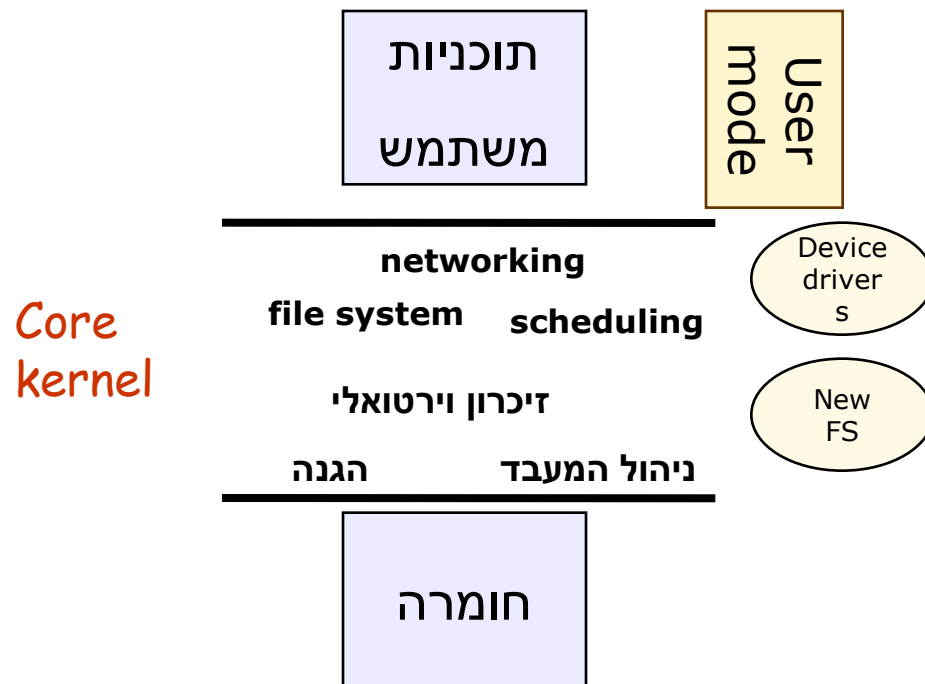 תוכניות
משתמש
User
mode
networking
file system
scheduling
Core
kernel
זיכרון וירטואלי
הגנה
ניהול המעבד
Device
driver
s
New
FS
חומרה